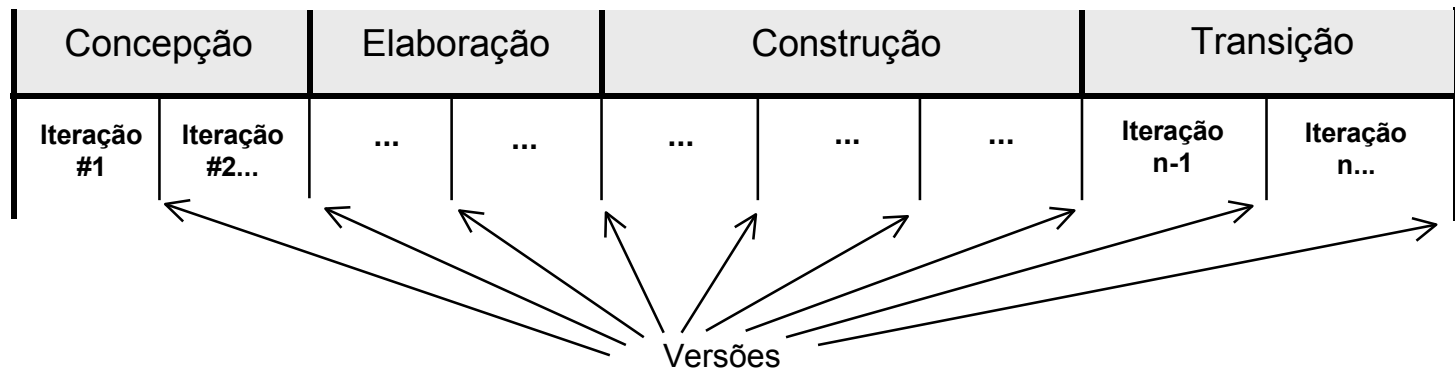 Concepção Elaboração Construção Transição
Iteração #1 Iteração #2... ... ... ... ... ... Iteração n-1 Iteração n...
Versões